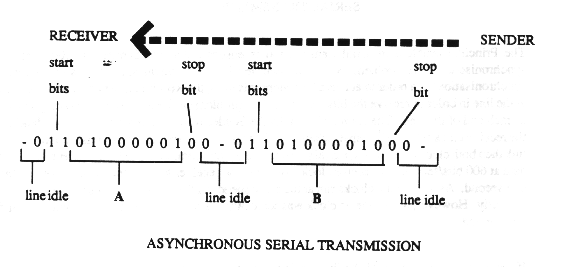 RECEIVER SENDER
start stop start stop
bits bit bits bit
- 0 1 1 0 1 0 0 0 0 0 1 0 0 - 0 1 1 0 1 0 0 0 0 1 0 0 0 -
line idle A line idle B line idle
ASYNCHRONOUS SERIAL TRANSMISSION